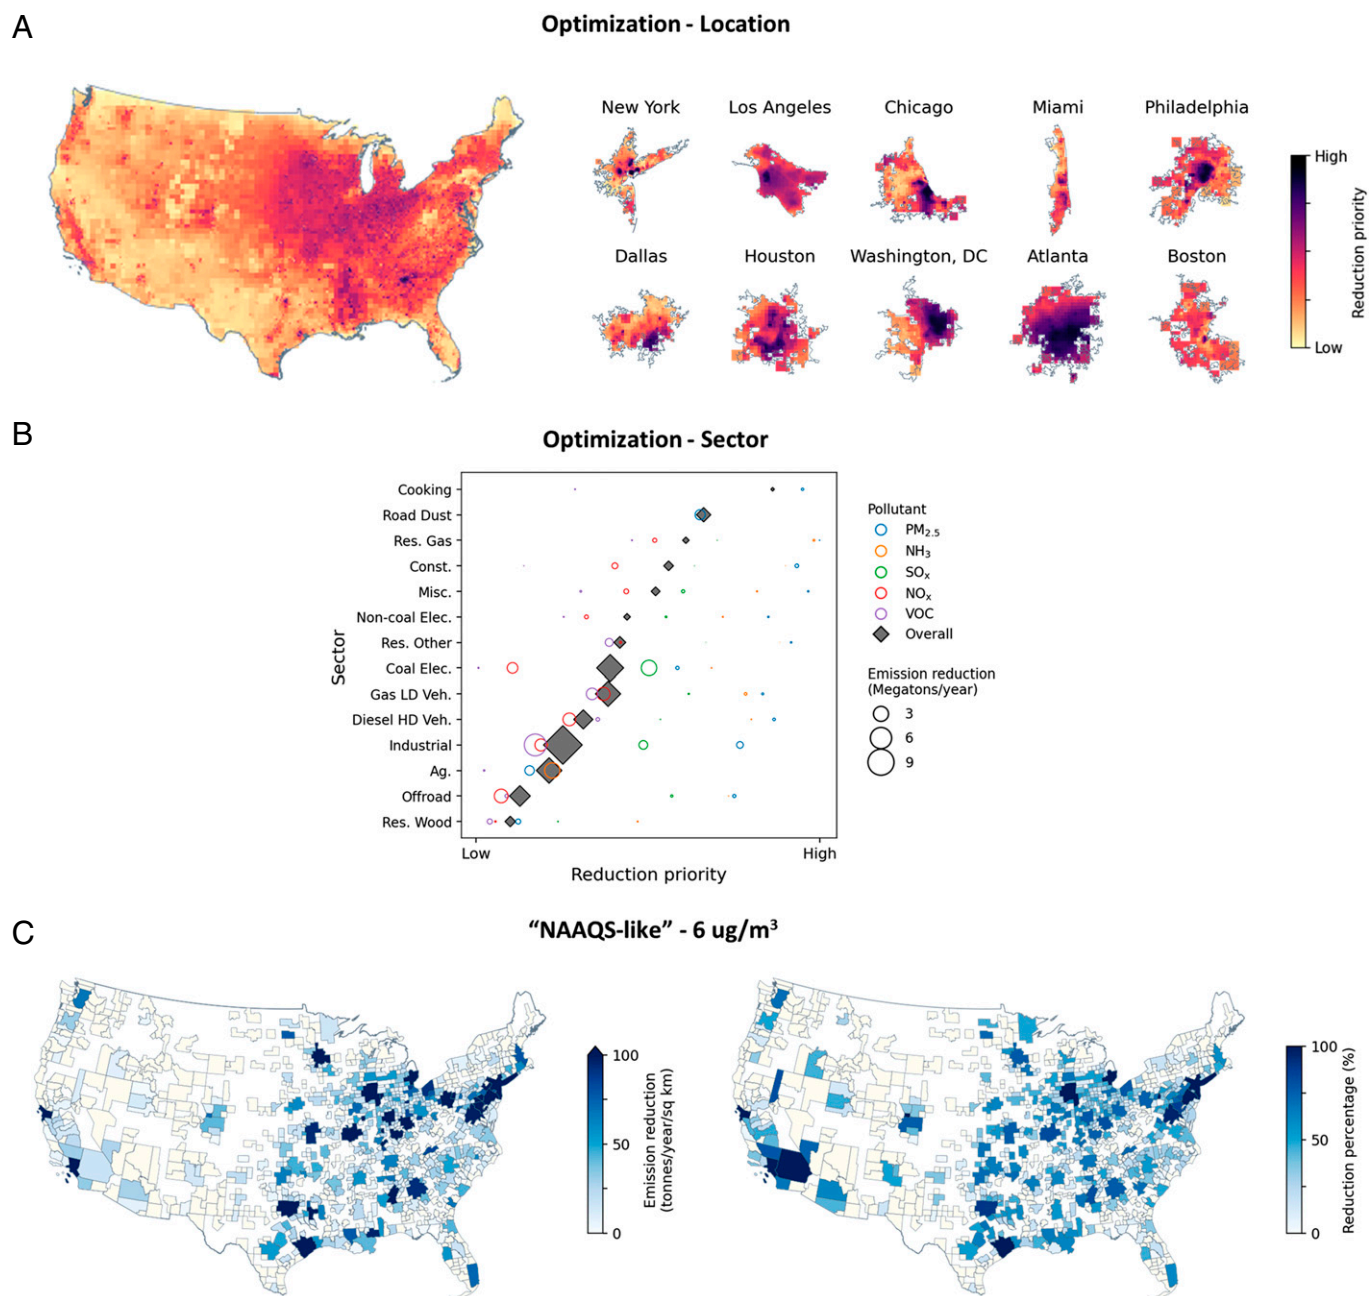 A
Optimization - Location
New York
Los Angeles
Chicago
Miami
Philadelphia
Dallas
Houston
Washington, DC
Atlanta
Boston
High
Low
Reduction priority
B
Optimization - Sector
Sector
Cooking
Road Dust
Res. Gas
Const.
Misc.
Non-coal Elec.
Res. Other
Coal Elec.
Gas LD Veh.
Diesel HD Veh.
Industrial
Ag.
Offroad
Res. Wood
Low
High
Reduction priority
Pollutant
PM2.5
NH3
SOx
NOx
VOC
Overall
Emission reduction
(Megatons/year)
3
6
9
C
“NAAQS-like” - 6 ug/m³
100
50
0
Emission reduction
(tonnes/year/sq km)
100
50
0
Reduction percentage (%)